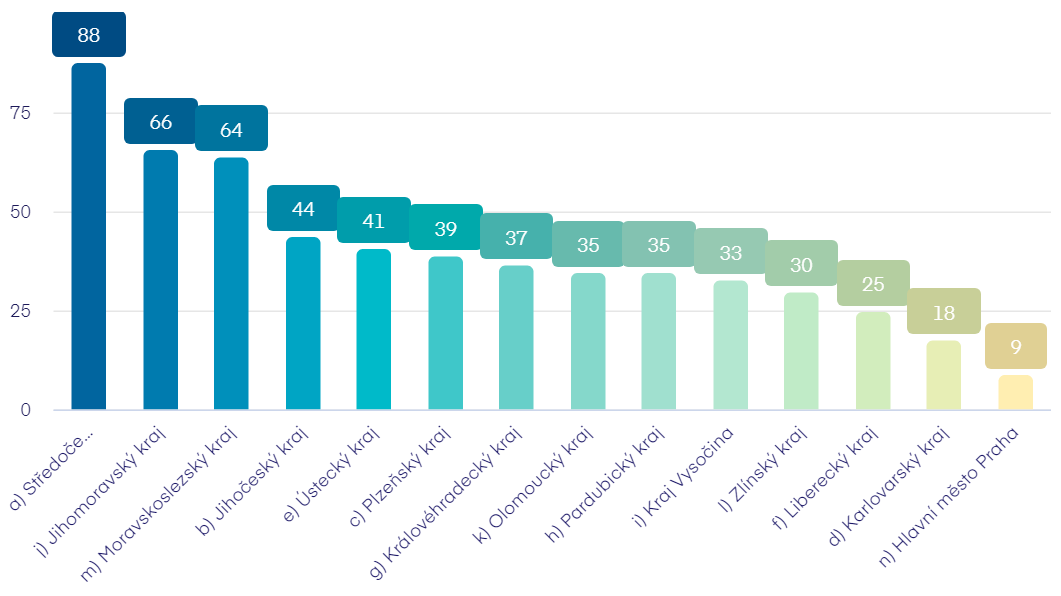 88
66
64
44
41
39
37
35
35
33
30
25
18
9
75
50
25
0
a) Středoče...
j) Jihomoravský kraj
m) Moravskoslezský kraj
b) Jihočeský kraj
e) Ústecký kraj
c) Plzeňský kraj
g) Královéhradecký kraj
k) Olomoucký kraj
h) Pardubický kraj
i) Kraj Vysočina
l) Zlínský kraj
f) Liberecký kraj
d) Karlovarský kraj
n) Hlavní město Praha